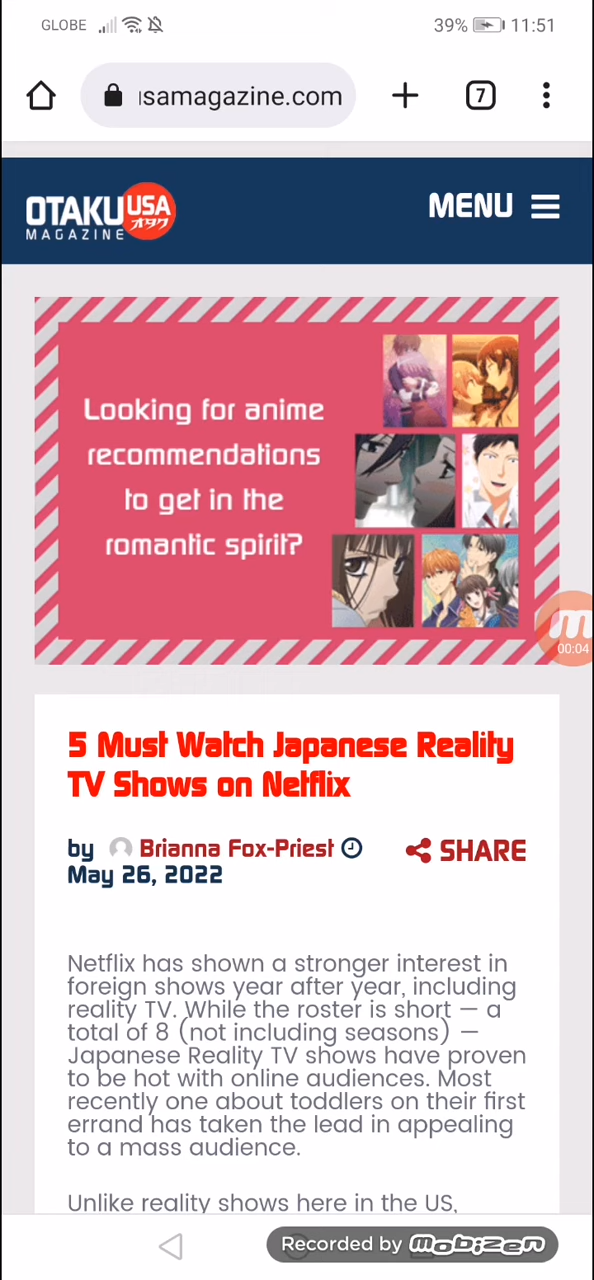 GLOBE 39% 11:51
usamagazine.com 7
OTAKU USA オタク
MAGAZINE
MENU
Looking for anime
recommendations
to get in the
romantic spirit?
00:04
5 Must Watch Japanese Reality
TV Shows on Netflix
by Brianna Fox-Priest SHARE
May 26, 2022
Netflix has shown a stronger interest in
foreign shows year after year, including
reality TV. While the roster is short — a
total of 8 (not including seasons) —
Japanese Reality TV shows have proven
to be hot with online audiences. Most
recently one about toddlers on their first
errand has taken the lead in appealing
to a mass audience.
Unlike reality shows here in the US,
Recorded by mobizen